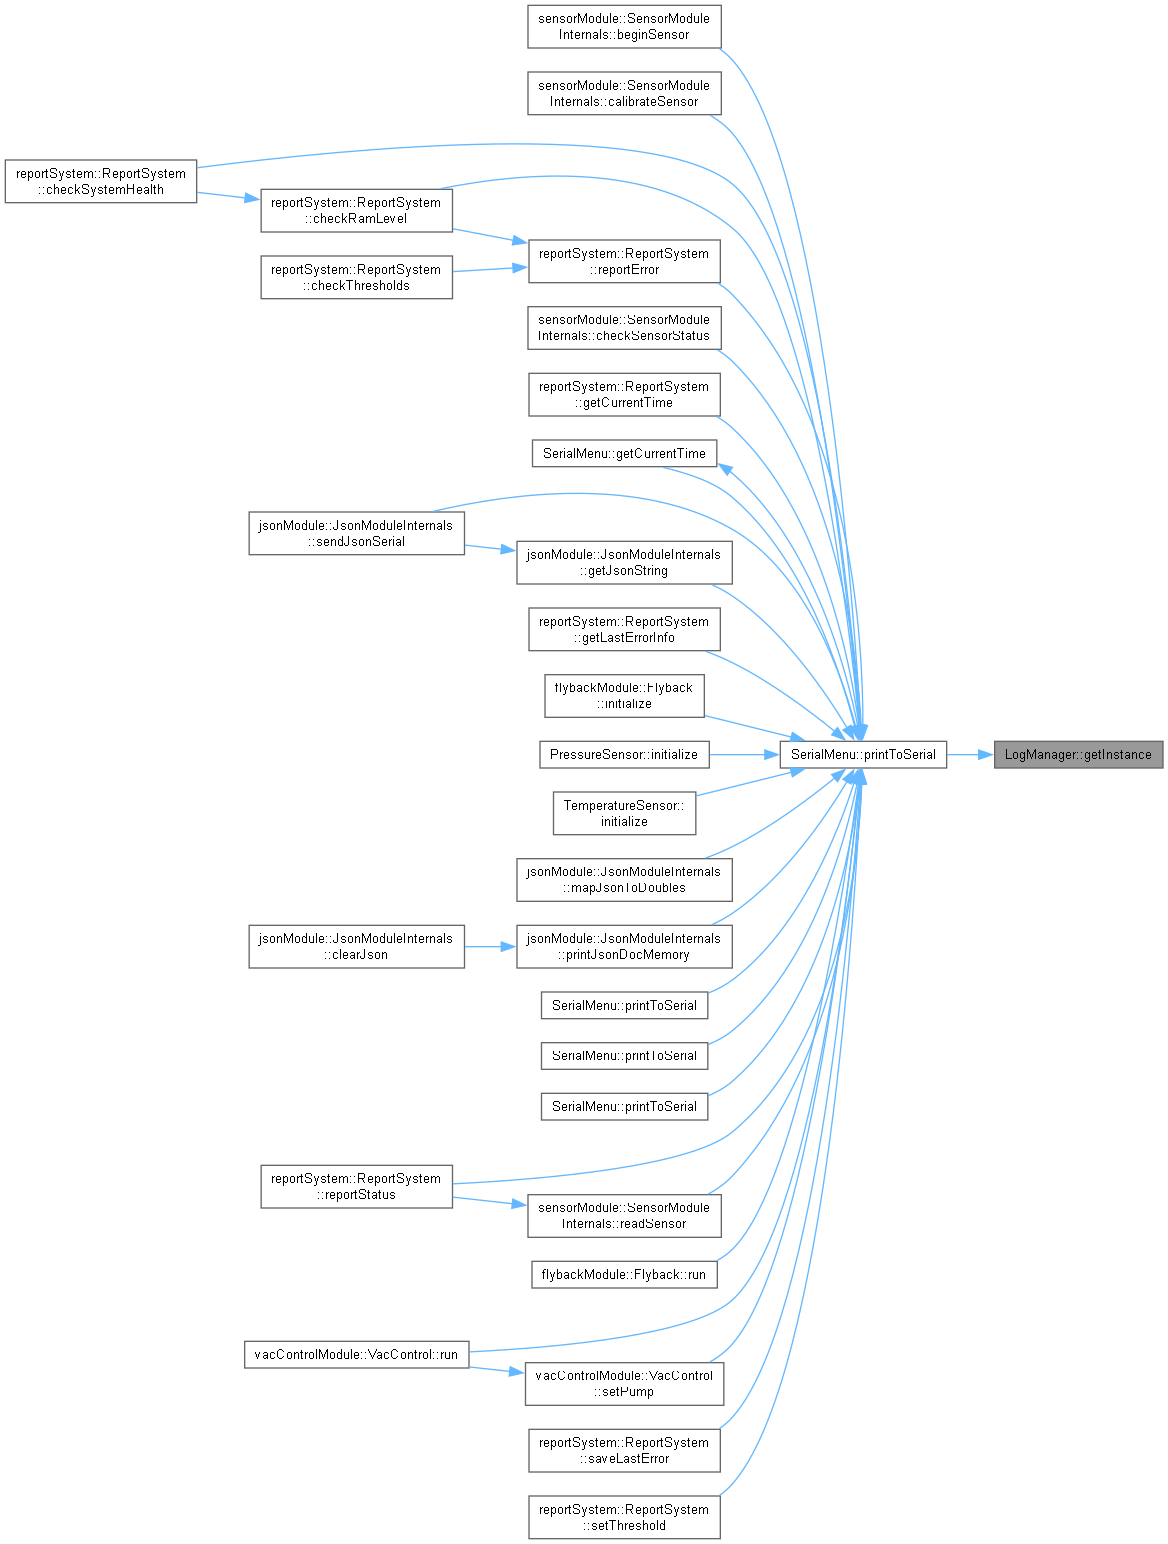 sensorModule::SensorModule
Internals::beginSensor
sensorModule::SensorModule
Internals::calibrateSensor
reportSystem::ReportSystem
::checkSystemHealth
reportSystem::ReportSystem
::checkRamLevel
reportSystem::ReportSystem
::reportError
reportSystem::ReportSystem
::checkThresholds
sensorModule::SensorModule
Internals::checkSensorStatus
reportSystem::ReportSystem
::getCurrentTime
SerialMenu::getCurrentTime
jsonModule::JsonModuleInternals
::sendJsonSerial
jsonModule::JsonModuleInternals
::getJsonString
reportSystem::ReportSystem
::getLastErrorInfo
flybackModule::Flyback
::initialize
PressureSensor::initialize
SerialMenu::printToSerial
LogManager::getInstance
TemperatureSensor::
initialize
jsonModule::JsonModuleInternals
::mapJsonToDoubles
jsonModule::JsonModuleInternals
::clearJson
jsonModule::JsonModuleInternals
::printJsonDocMemory
SerialMenu::printToSerial
SerialMenu::printToSerial
SerialMenu::printToSerial
reportSystem::ReportSystem
::reportStatus
sensorModule::SensorModule
Internals::readSensor
flybackModule::Flyback::run
vacControlModule::VacControl::run
vacControlModule::VacControl
::setPump
reportSystem::ReportSystem
::saveLastError
reportSystem::ReportSystem
::setThreshold